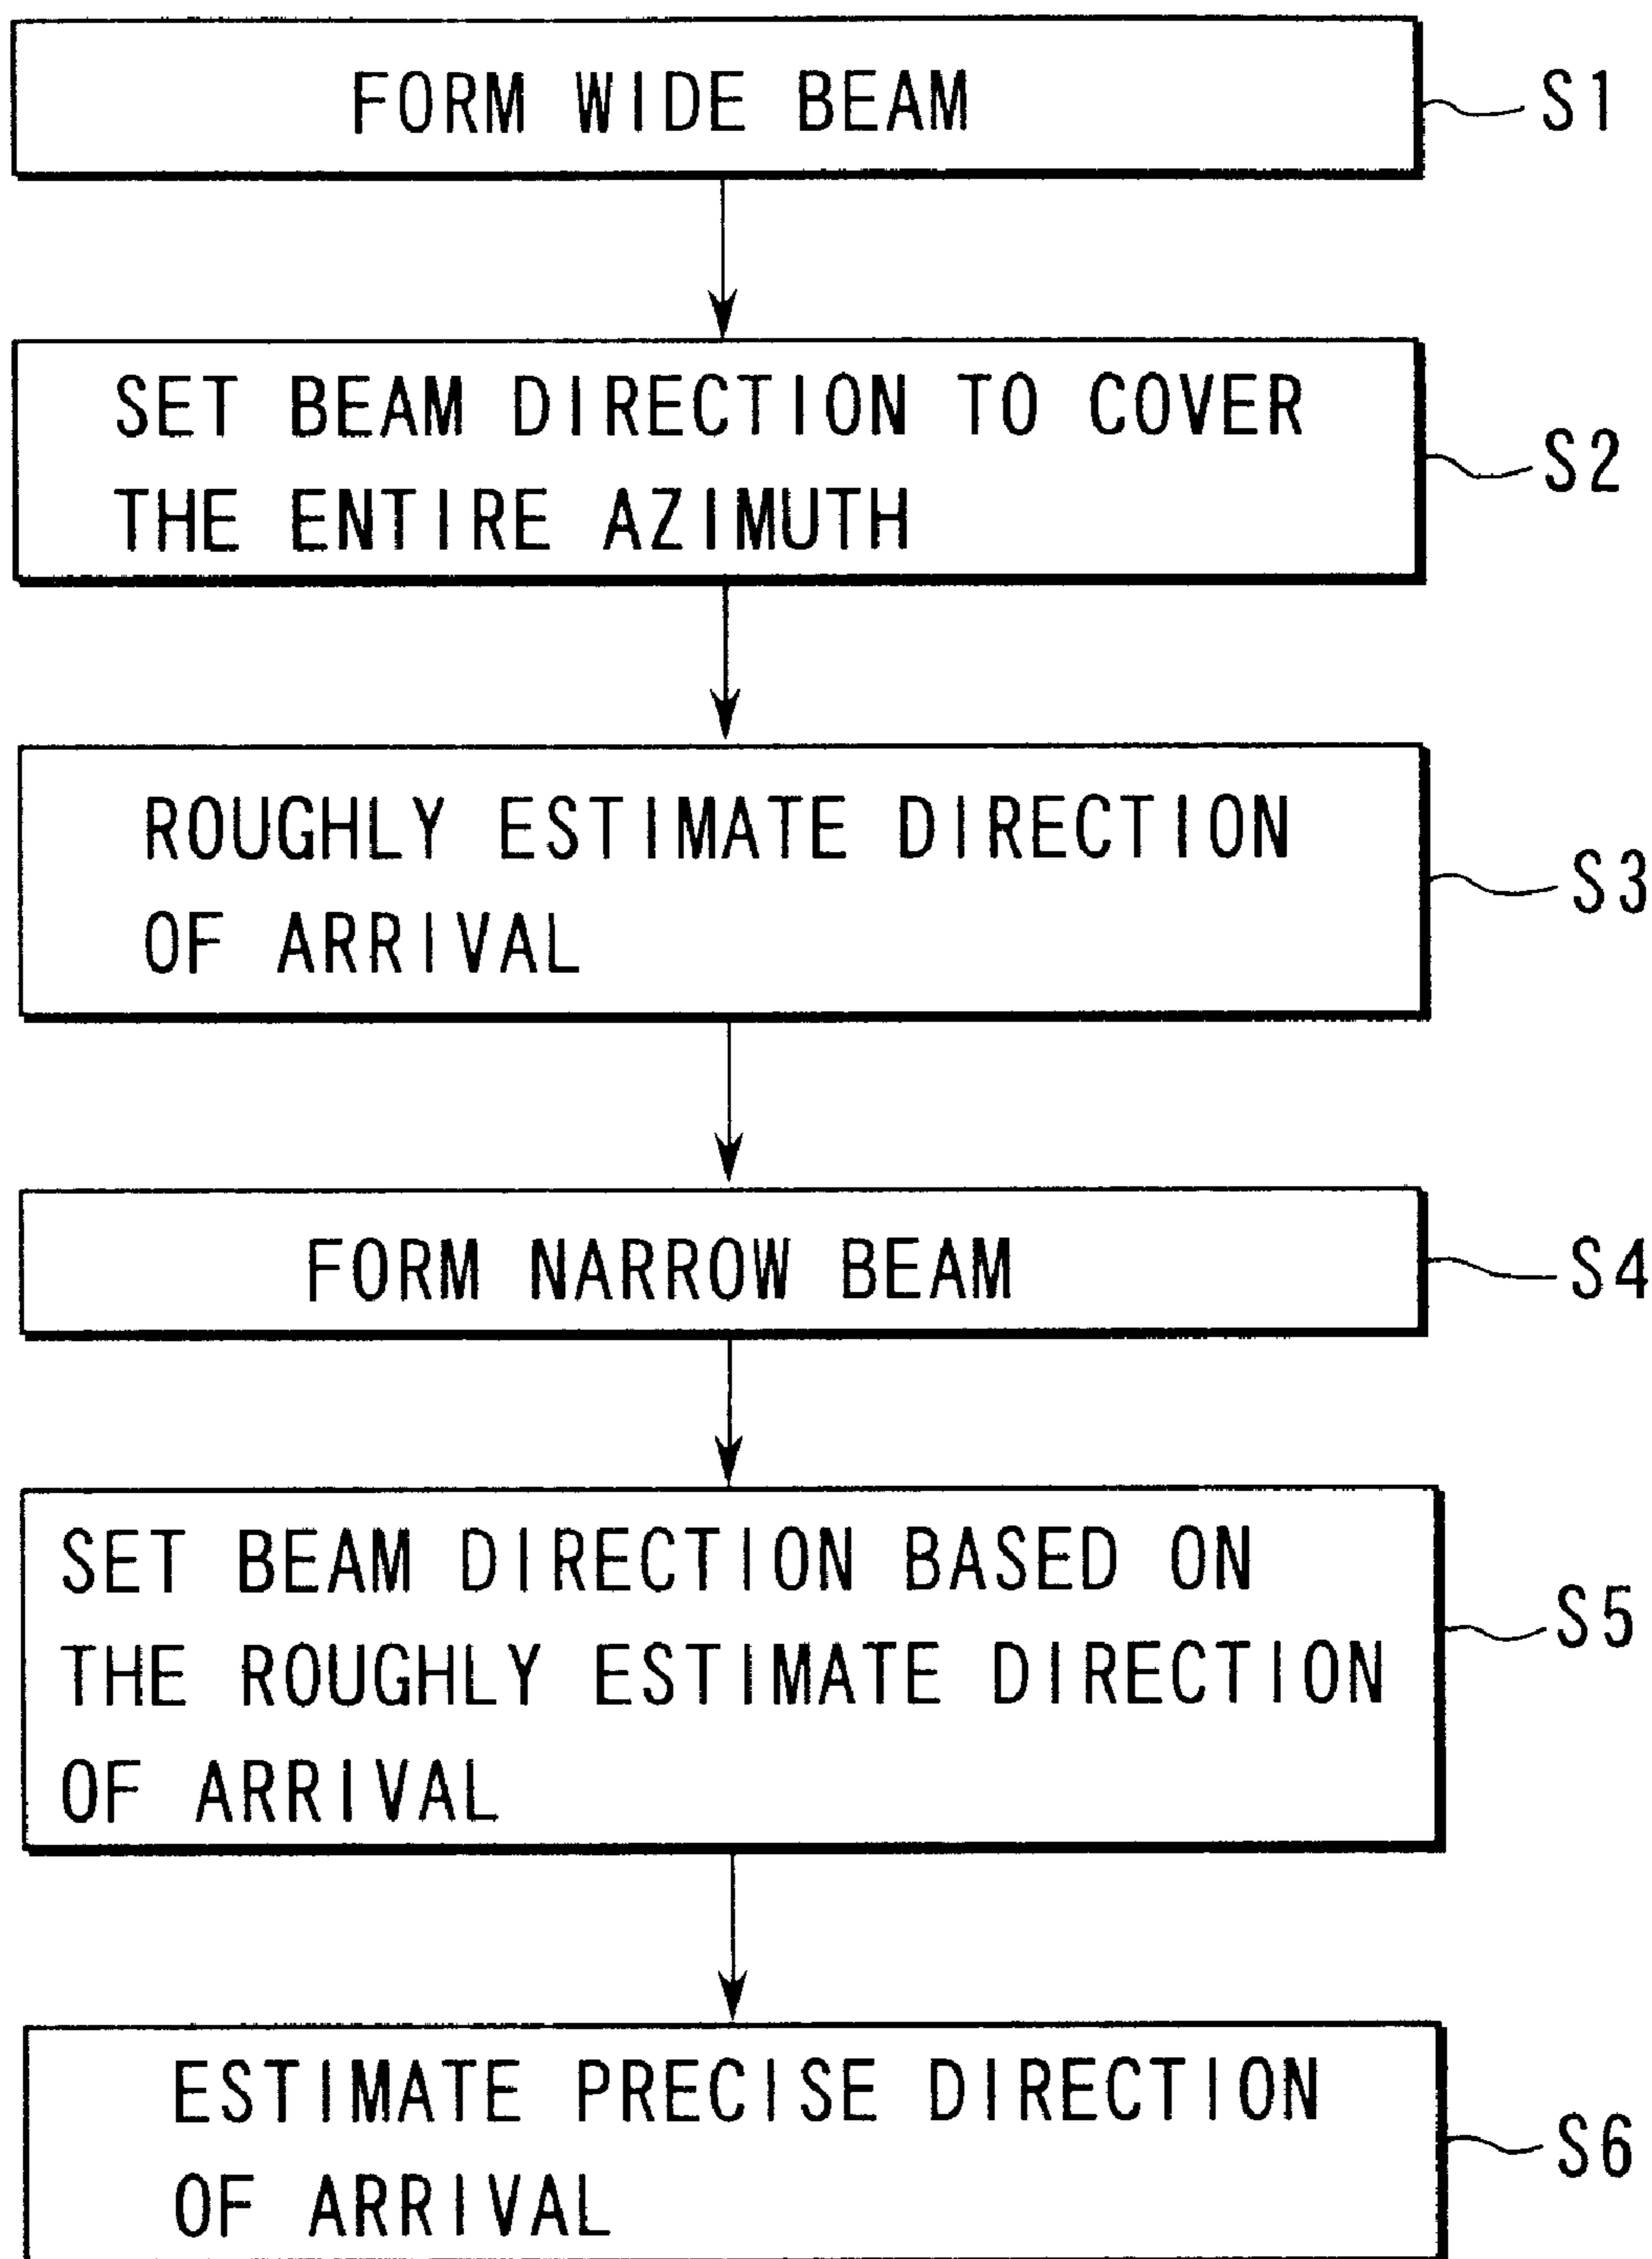 FORM WIDE BEAM
S1
SET BEAM DIRECTION TO COVER
THE ENTIRE AZIMUTH
S2
ROUGHLY ESTIMATE DIRECTION
OF ARRIVAL
S3
FORM NARROW BEAM
S4
SET BEAM DIRECTION BASED ON
THE ROUGHLY ESTIMATE DIRECTION
OF ARRIVAL
S5
ESTIMATE PRECISE DIRECTION
OF ARRIVAL
S6